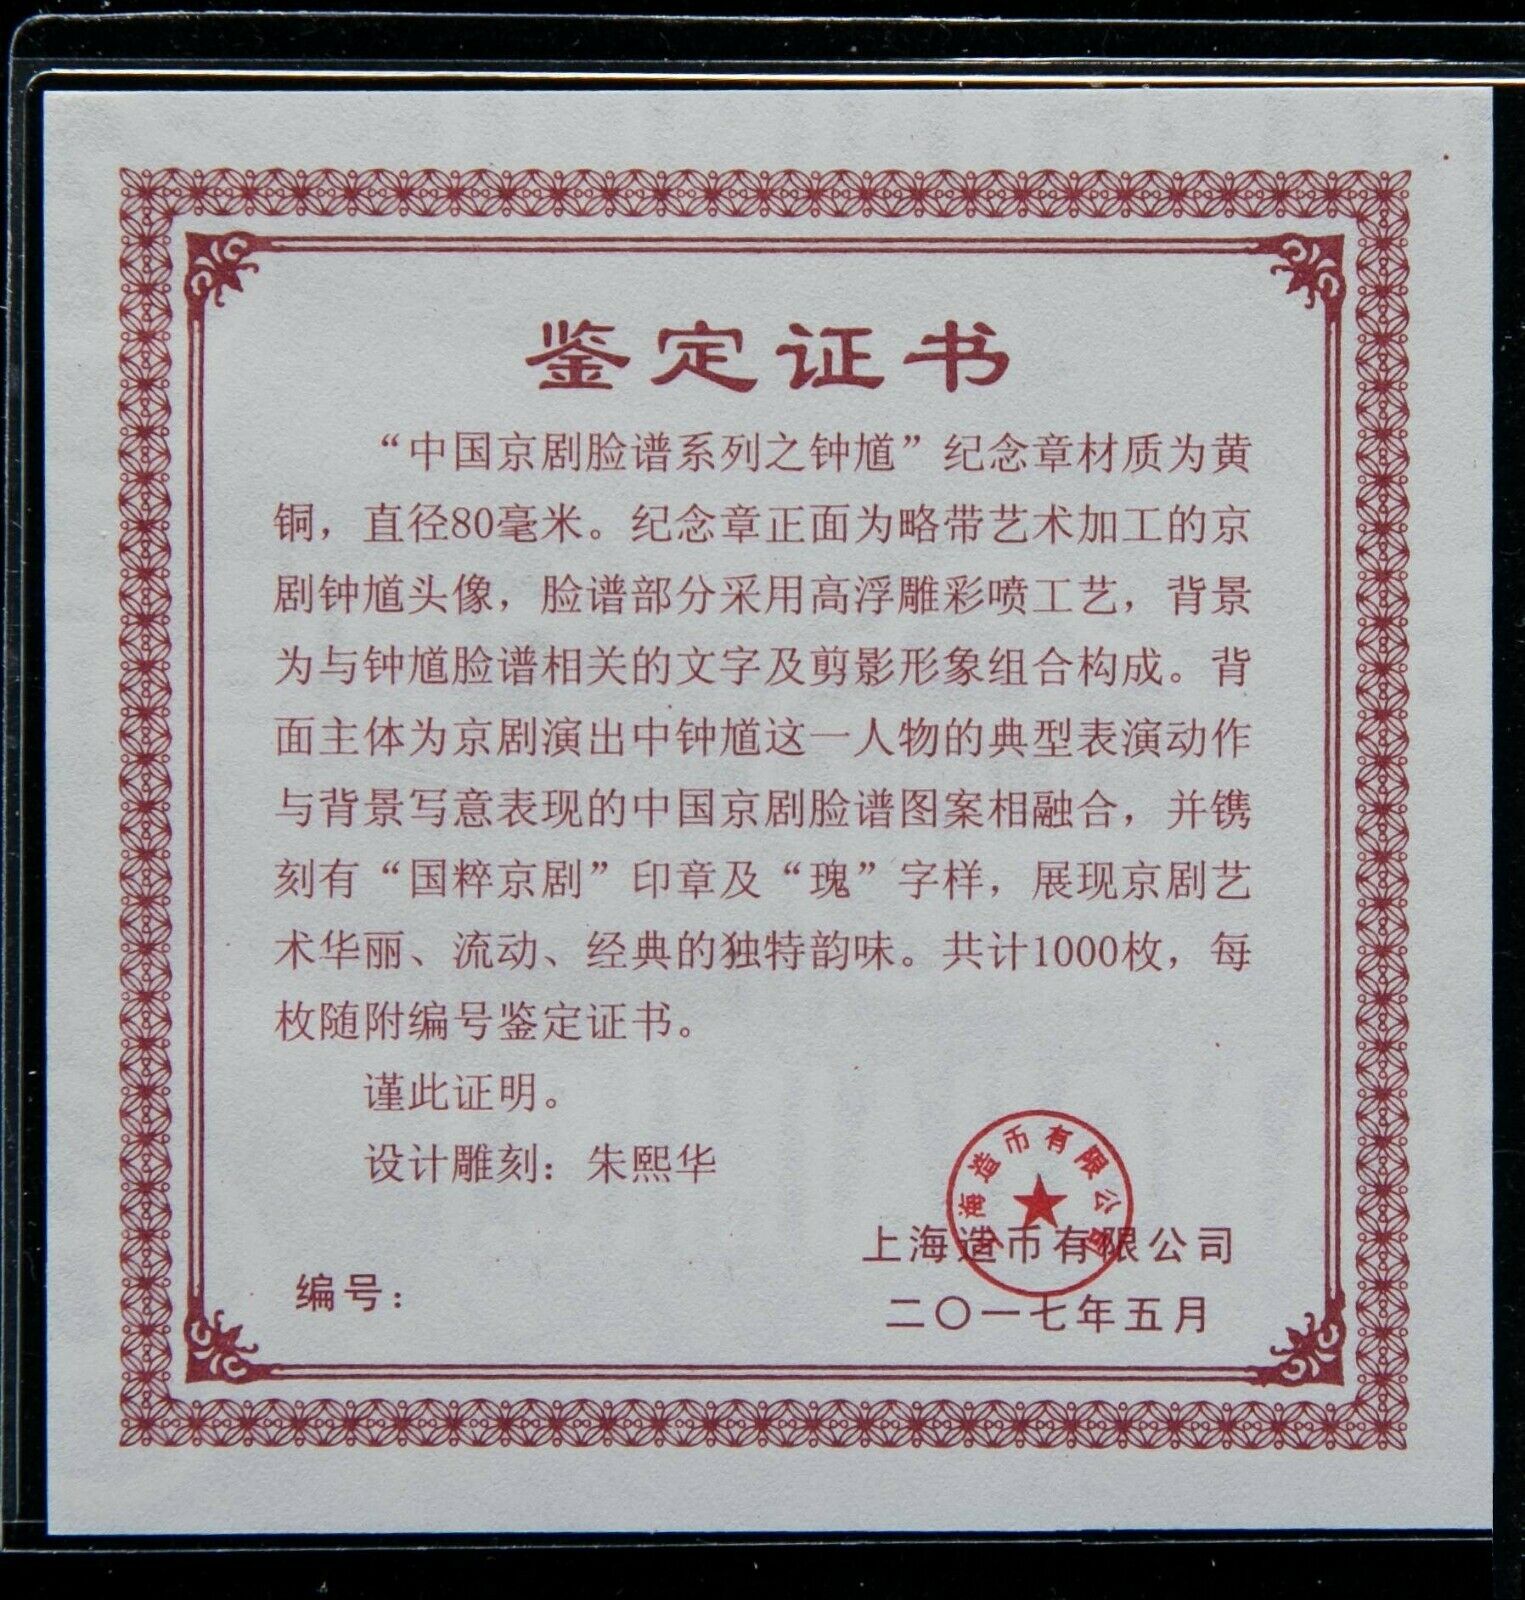 鉴定证书
“中国京剧脸谱系列之钟馗”纪念章材质为黄
铜，直径80毫米。纪念章正面为略带艺术加工的京
剧钟馗头像，脸谱部分采用高浮雕彩喷工艺，背景
为与钟馗脸谱相关的文字及剪影形象组合构成。背
面主体为京剧演出中钟馗这一人物的典型表演动作
与背景写意表现的中国京剧脸谱图案相融合，并镌
刻有“国粹京剧”印章及“瑰”字样，展现京剧艺
术华丽、流动、经典的独特韵味。共计1000枚，每
枚随附编号鉴定证书。
谨此证明。
设计雕刻：朱熙华
上海造币有限公司
上海造币有限公司
二〇一七年五月
编号：